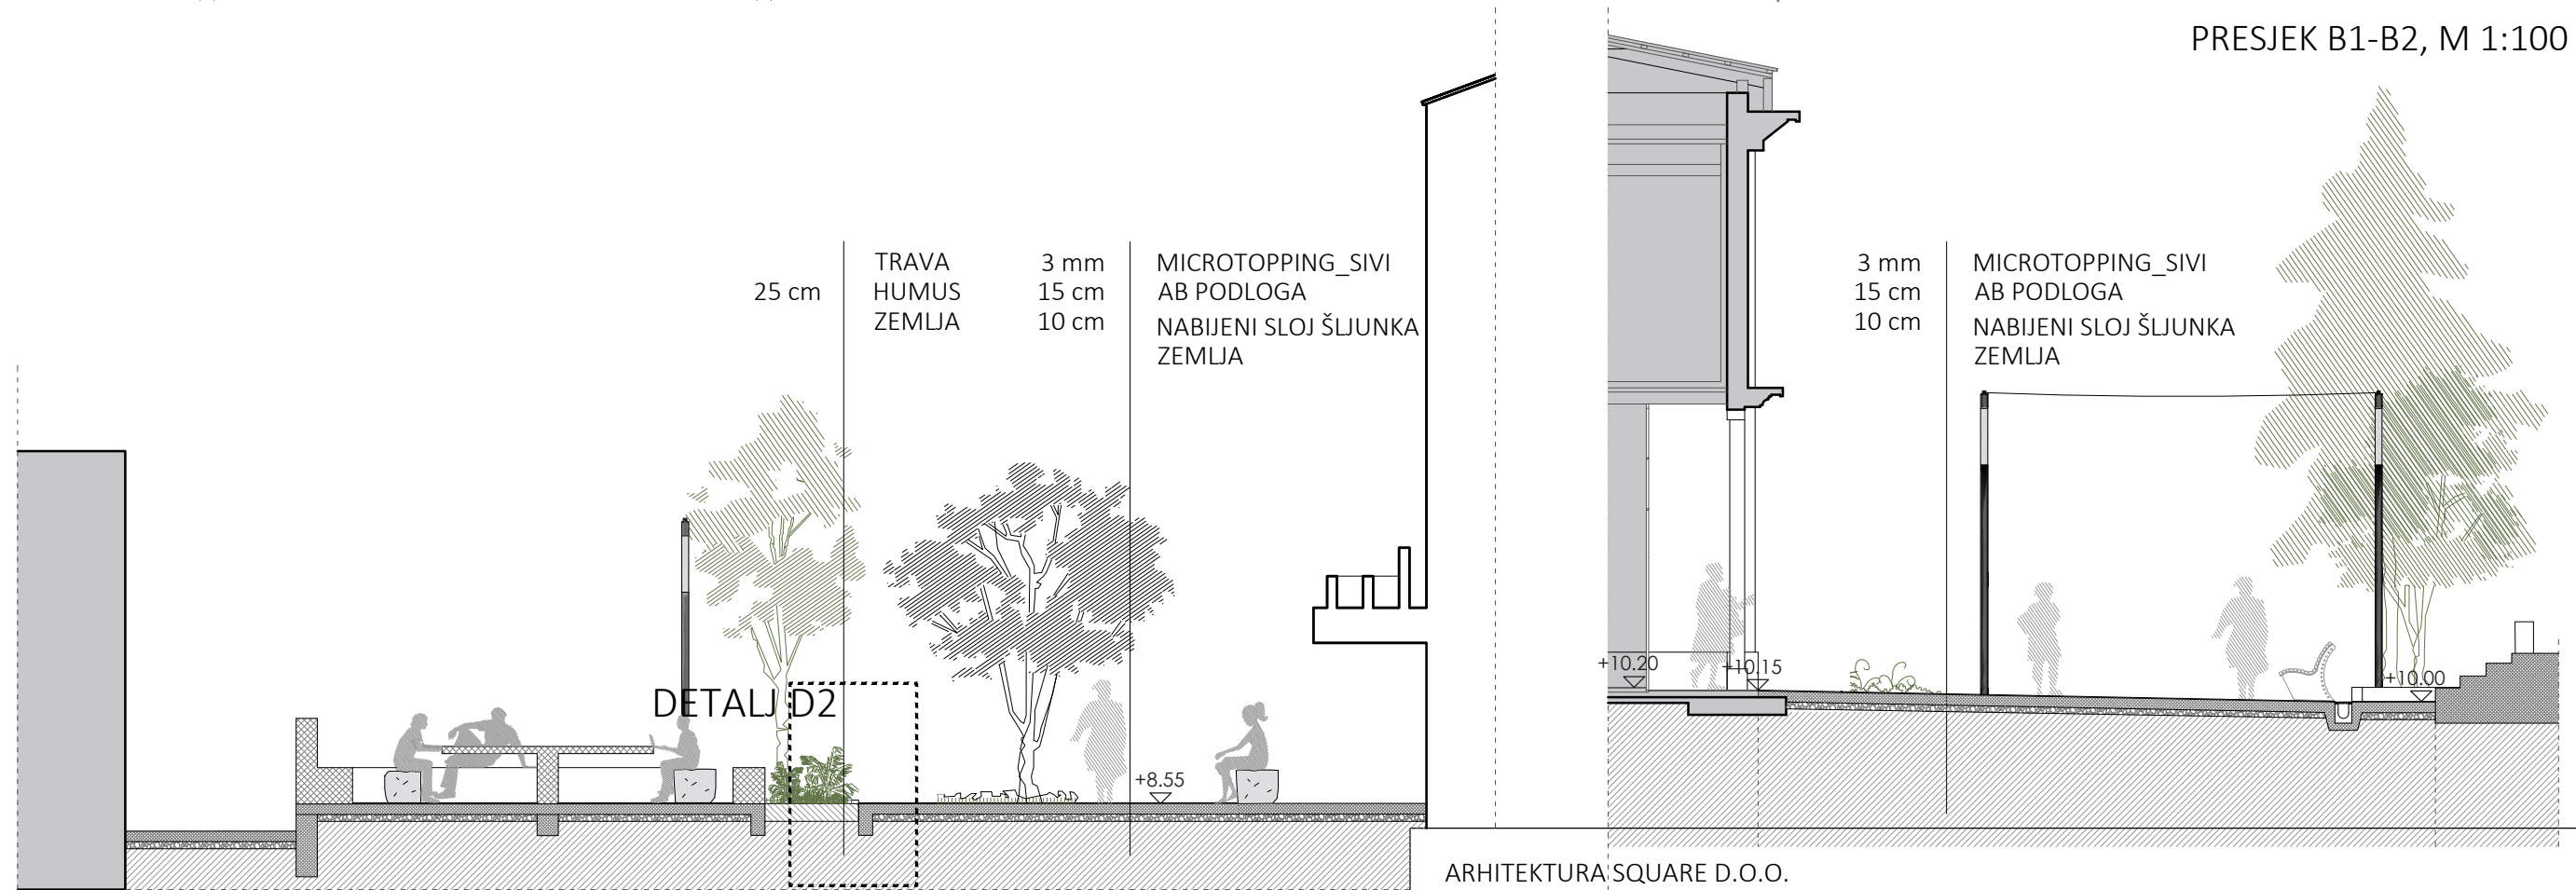 PRESJEK B1-B2, M 1:100
TRAVA
25 cm HUMUS
ZEMLJA
3 mm MICROTOPPING_SIVI
15 cm AB PODLOGA
10 cm NABIJENI SLOJ ŠLJUNKA
ZEMLJA
3 mm MICROTOPPING_SIVI
15 cm AB PODLOGA
10 cm NABIJENI SLOJ ŠLJUNKA
ZEMLJA
+10.20
+10.15
+10.00
DETALJ D2
+8.55
ARHITEKTURA SQUARE D.O.O.